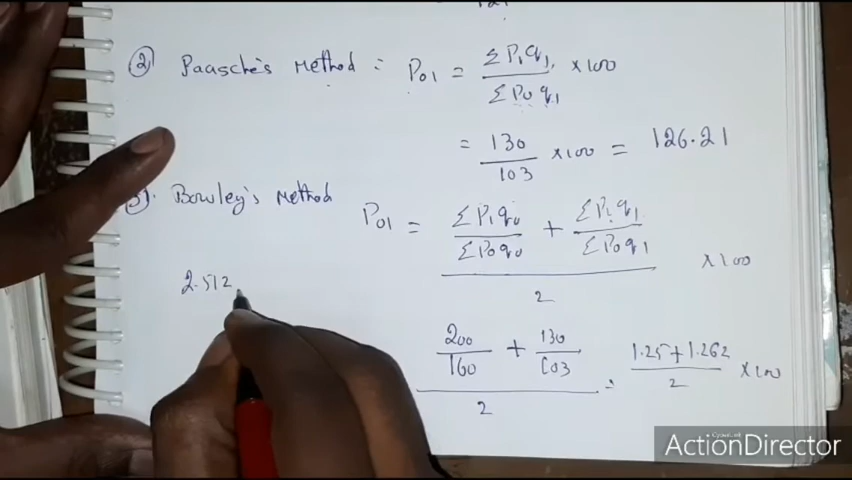 ② Paasche's Method : P01 = ΣP1q1 / ΣP0q1 ×100
= 130 / 103 ×100 = 126.21
3) Bowley's Method P01 = (ΣP1q0 / ΣP0q0 + ΣP1q1 / ΣP0q1) / 2 ×100
2.512
(200 / 160 + 130 / 103) / 2 = (1.25 + 1.262) / 2 ×100
ActionDirector